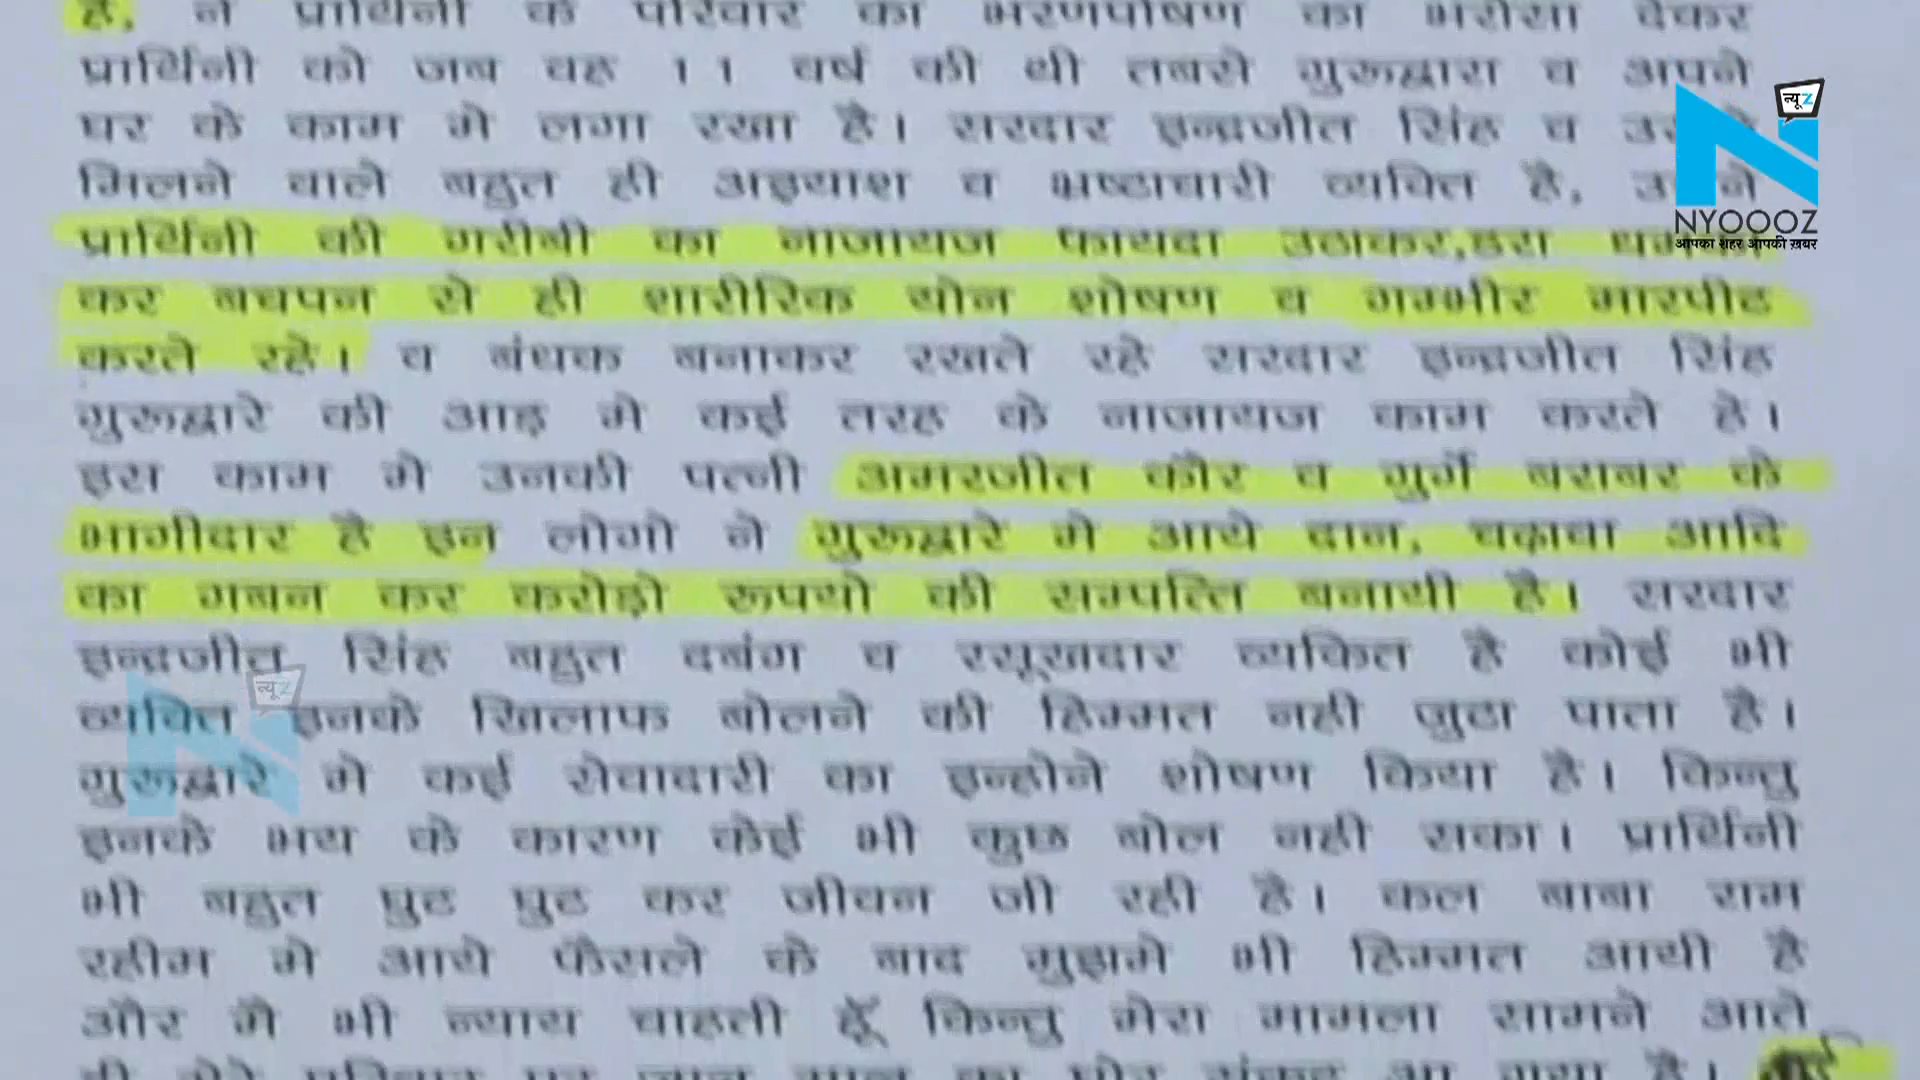 है, ने प्रार्थिनी के परिवार का भरणपोषण का भरोसा देकर
प्रार्थिनी को जब वह 11 वर्ष की थी तबसे गुरुद्वारा व अपने
घर के काम मे लगा रखा है। सरदार इन्द्रजीत सिंह व
मिलने वाले बहुत ही अइयाश व भ्रष्टाचारी व्यक्ति है,
प्रार्थिनी की गरीबी का नाजायज फायदा उठाकर,डरा
कर बचपन से ही शारीरिक यौन शोषण व गम्भीर मारपीट
करते रहे। व बंधक बनाकर रखते रहे सरदार इन्द्रजीत सिंह
गुरुद्वारे की आड़ मे कई तरह के नाजायज काम करते है।
इस काम मे उनकी पत्नी अमरजीत कौर व गुर्गे बराबर के
भागीदार है इन लोगो ने गुरुद्वारे मे आये दान, चढ़ावा आदि
का गबन कर करोड़ो रूपयो की सम्पत्ति बनायी है। सरदार
इन्द्रजीत सिंह बहुत दबंग व रसूखदार व्यकित है कोई भी
व्यक्ति इनके खिलाफ बोलने की हिम्मत नही जुठा पाता है।
गुरुद्वारे मे कई सेवादारी का इन्होने शोषण किया है। किन्तु
इनके भय के कारण कोई भी कुछ बोल नही सका। प्रार्थिनी
भी बहुत घुट घुट कर जीवन जी रही है। कल बाबा राम
रहीम मे आये फैसले के बाद मुझमे भी हिम्मत आयी है
और मै भी न्याय चाहती हूँ किन्तु मेरा मामला सामने आते
ही मेरे परिवार पर जान माल का घोर संकट आ गया है।
न्यूz
NYOOOZ
आपका शहर आपकी ख़बर
न्यूz